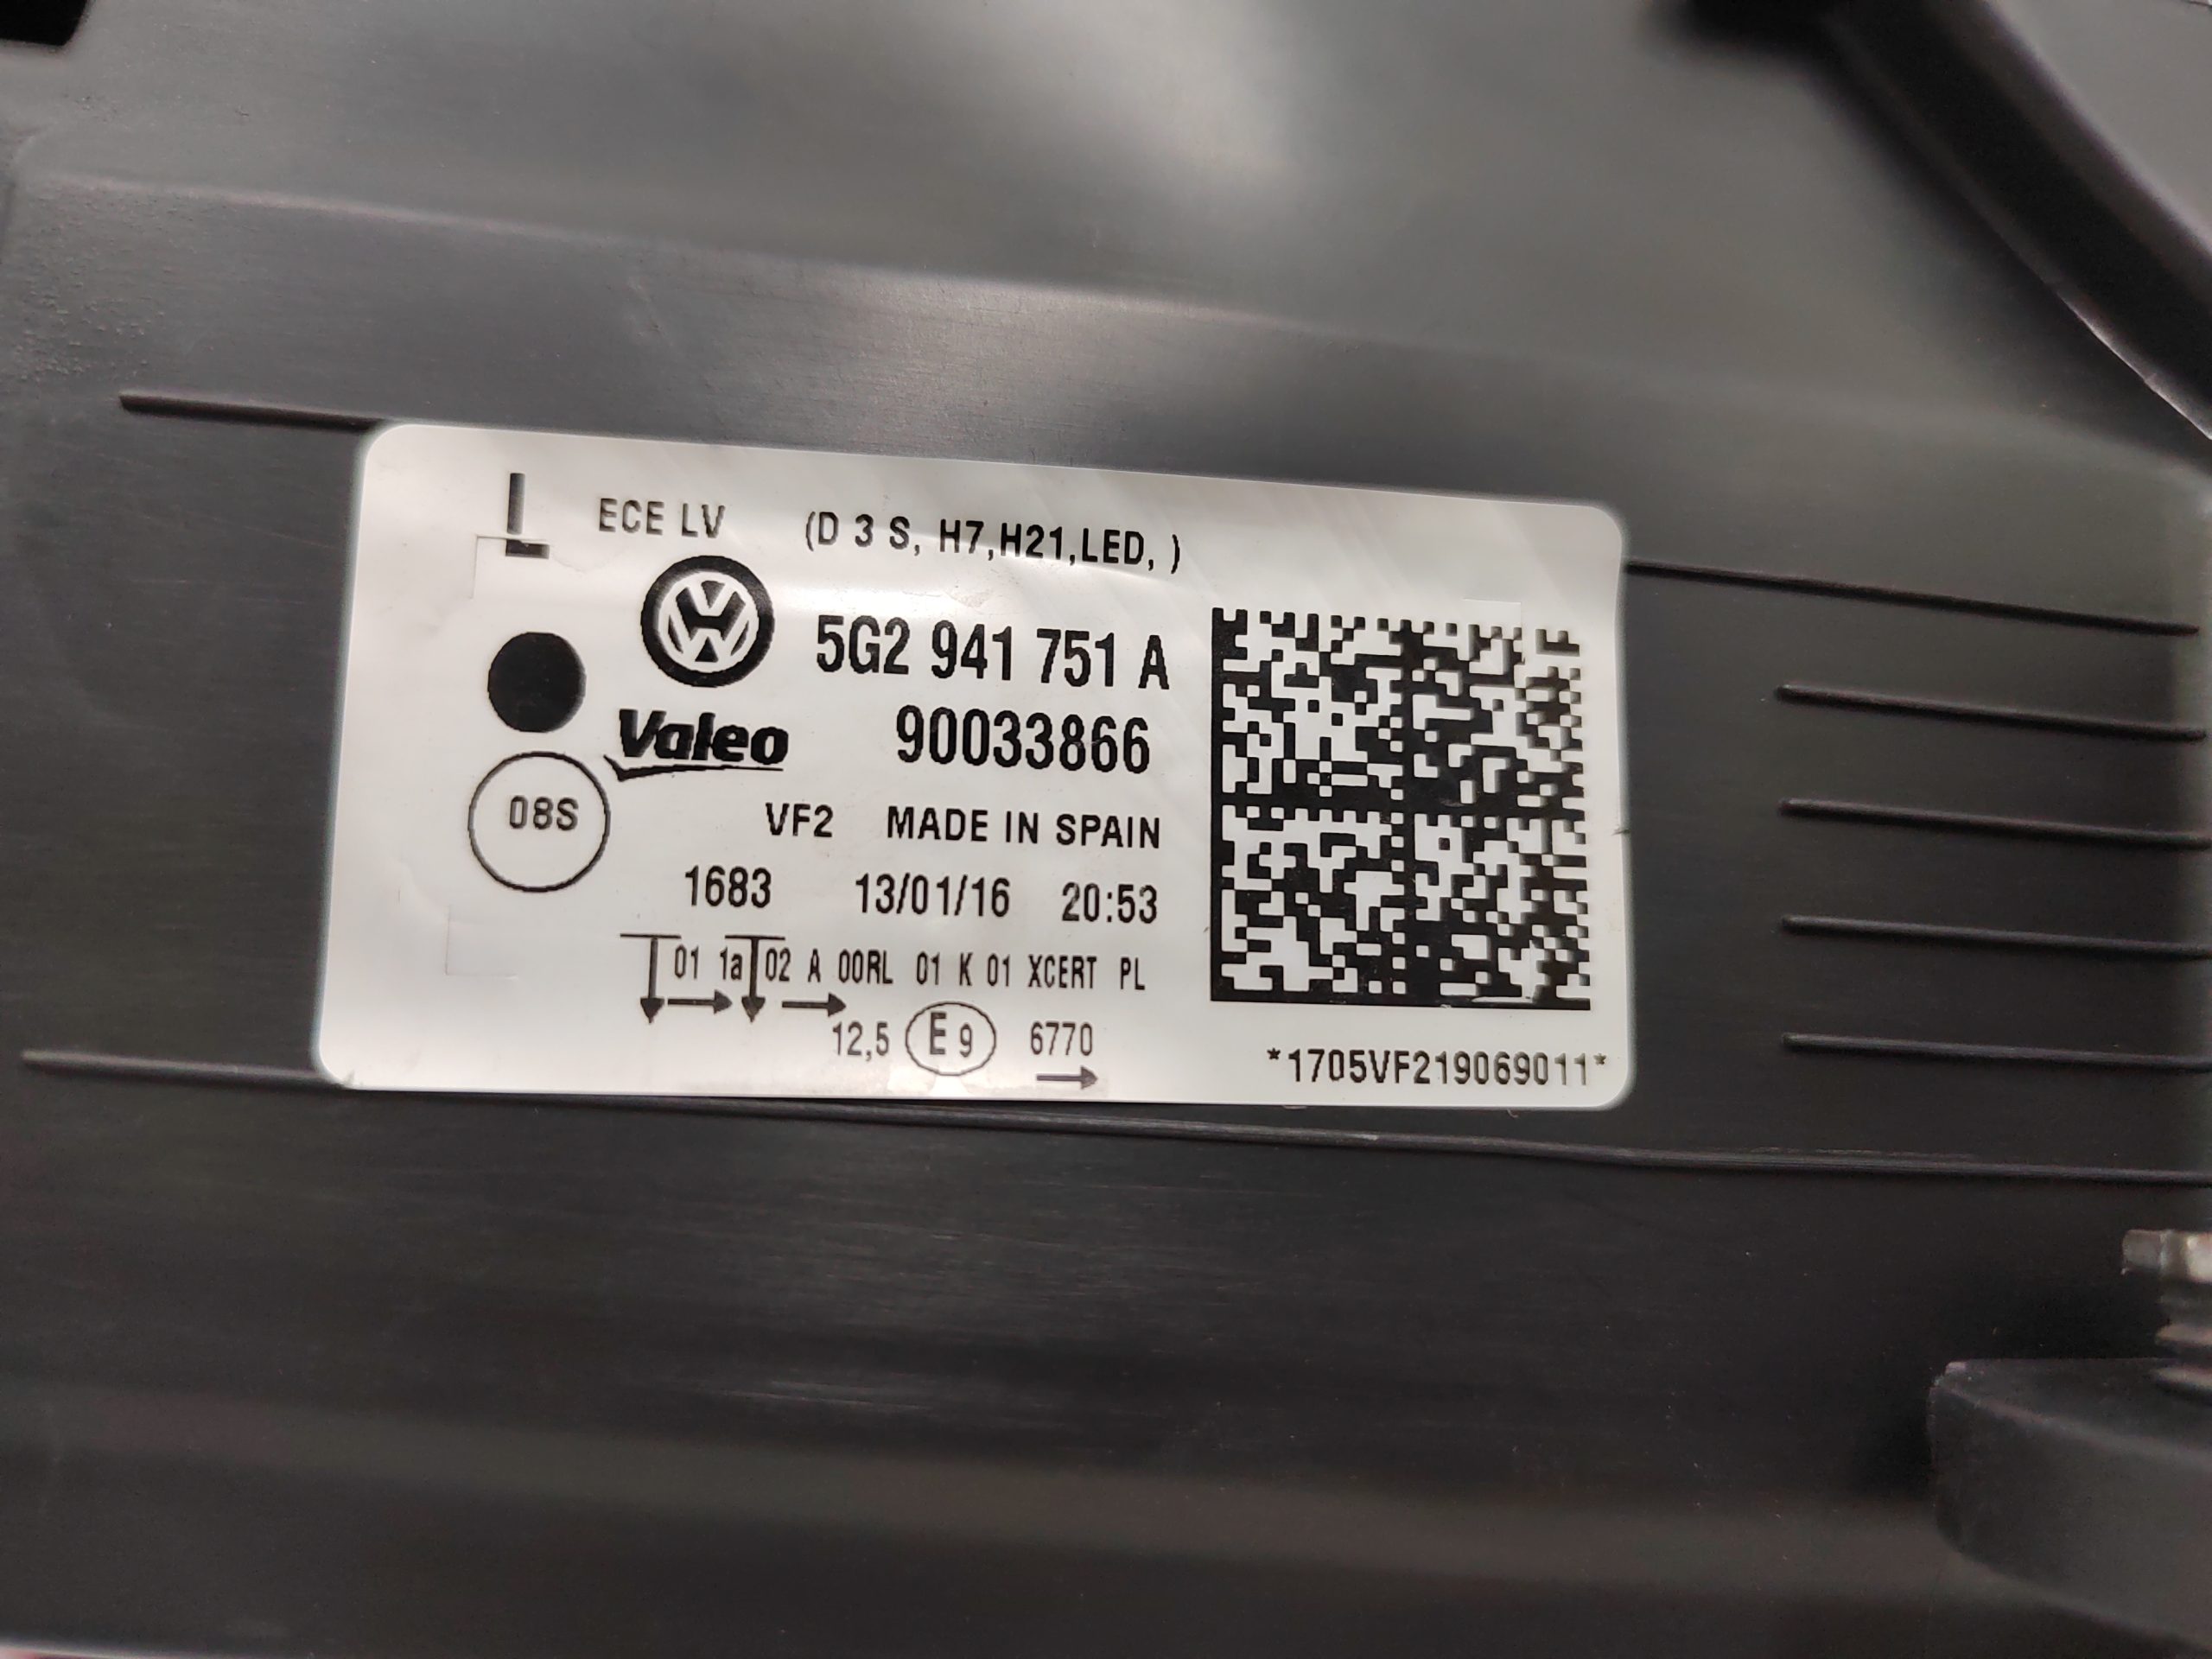 L ECE LV (D 3 S, H7,H21,LED, )
5G2 941 751 A
Valeo 90033866
08S
VF2 MADE IN SPAIN
1683 13/01/16 20:53
01 1a 02 A 00RL 01 K 01 XCERT PL
12,5 E9 6770
*1705VF219069011*